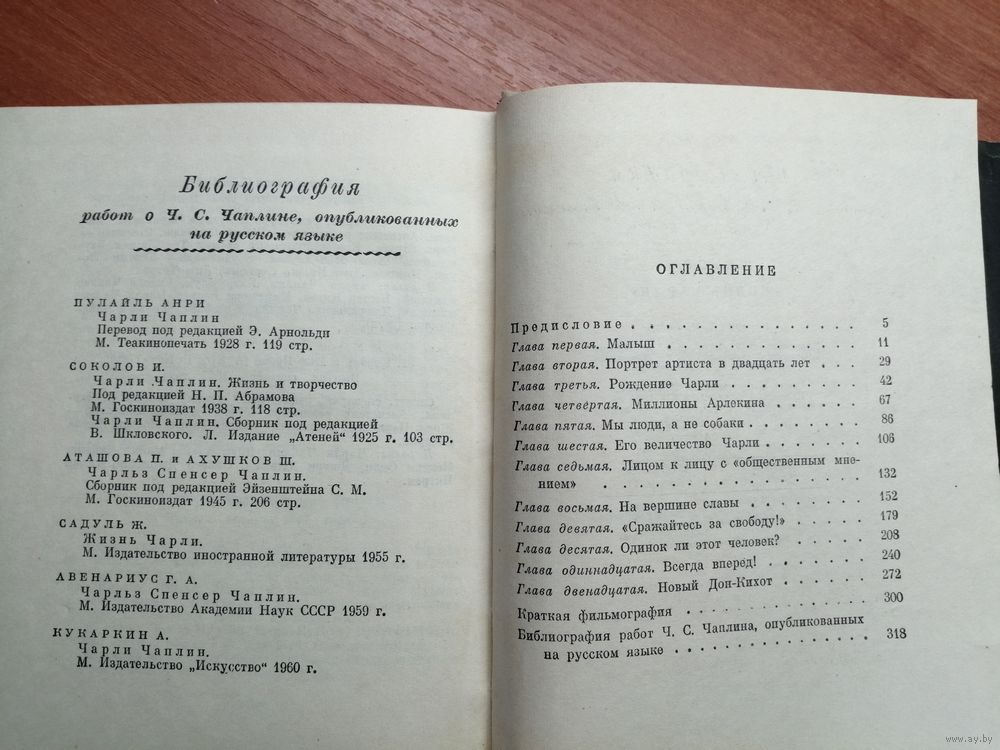 Библиография
работ о Ч. С. Чаплине, опубликованных
на русском языке
ПУЛАЙЛЬ АНРИ
Чарли Чаплин
Перевод под редакцией Э. Арнольди
М. Теакинопечать 1928 г. 119 стр.
СОКОЛОВ И.
Чарли Чаплин. Жизнь и творчество
Под редакцией Н. П. Абрамова
М. Госкиноиздат 1938 г. 118 стр.
Чарли Чаплин. Сборник под редакцией
В. Шкловского. Л. Издание „Атеней“ 1925 г. 103 стр.
АТАШОВА П. и АХУШКОВ Ш.
Чарльз Спенсер Чаплин.
Сборник под редакцией Эйзенштейна С. М.
М. Госкиноиздат 1945 г. 206 стр.
САДУЛЬ Ж.
Жизнь Чарли.
М. Издательство иностранной литературы 1955 г.
АВЕНАРИУС Г. А.
Чарльз Спенсер Чаплин.
М. Издательство Академии Наук СССР 1959 г.
КУКАРКИН А.
Чарли Чаплин.
М. Издательство „Искусство“ 1960 г.
ОГЛАВЛЕНИЕ
Предисловие . . . . . . . . . . . . . . 5
Глава первая. Малыш . . . . . . . . . . . 11
Глава вторая. Портрет артиста в двадцать лет . . . 29
Глава третья. Рождение Чарли . . . . . . . . 42
Глава четвёртая. Миллионы Арлекина . . . . . . 67
Глава пятая. Мы люди, а не собаки . . . . . . 86
Глава шестая. Его величество Чарли . . . . . . 106
Глава седьмая. Лицом к лицу с «общественным мне-
нием» . . . . . . . . . . . . . . 132
Глава восьмая. На вершине славы . . . . . . 152
Глава девятая. «Сражайтесь за свободу!» . . . . . 179
Глава десятая. Одинок ли этот человек? . . . . . 208
Глава одиннадцатая. Всегда вперед! . . . . . . 240
Глава двенадцатая. Новый Дон-Кихот . . . . . 272
Краткая фильмография . . . . . . . . . . 300
Библиография работ Ч. С. Чаплина, опубликованных
на русском языке . . . . . . . . . . . 318
www.ay.by